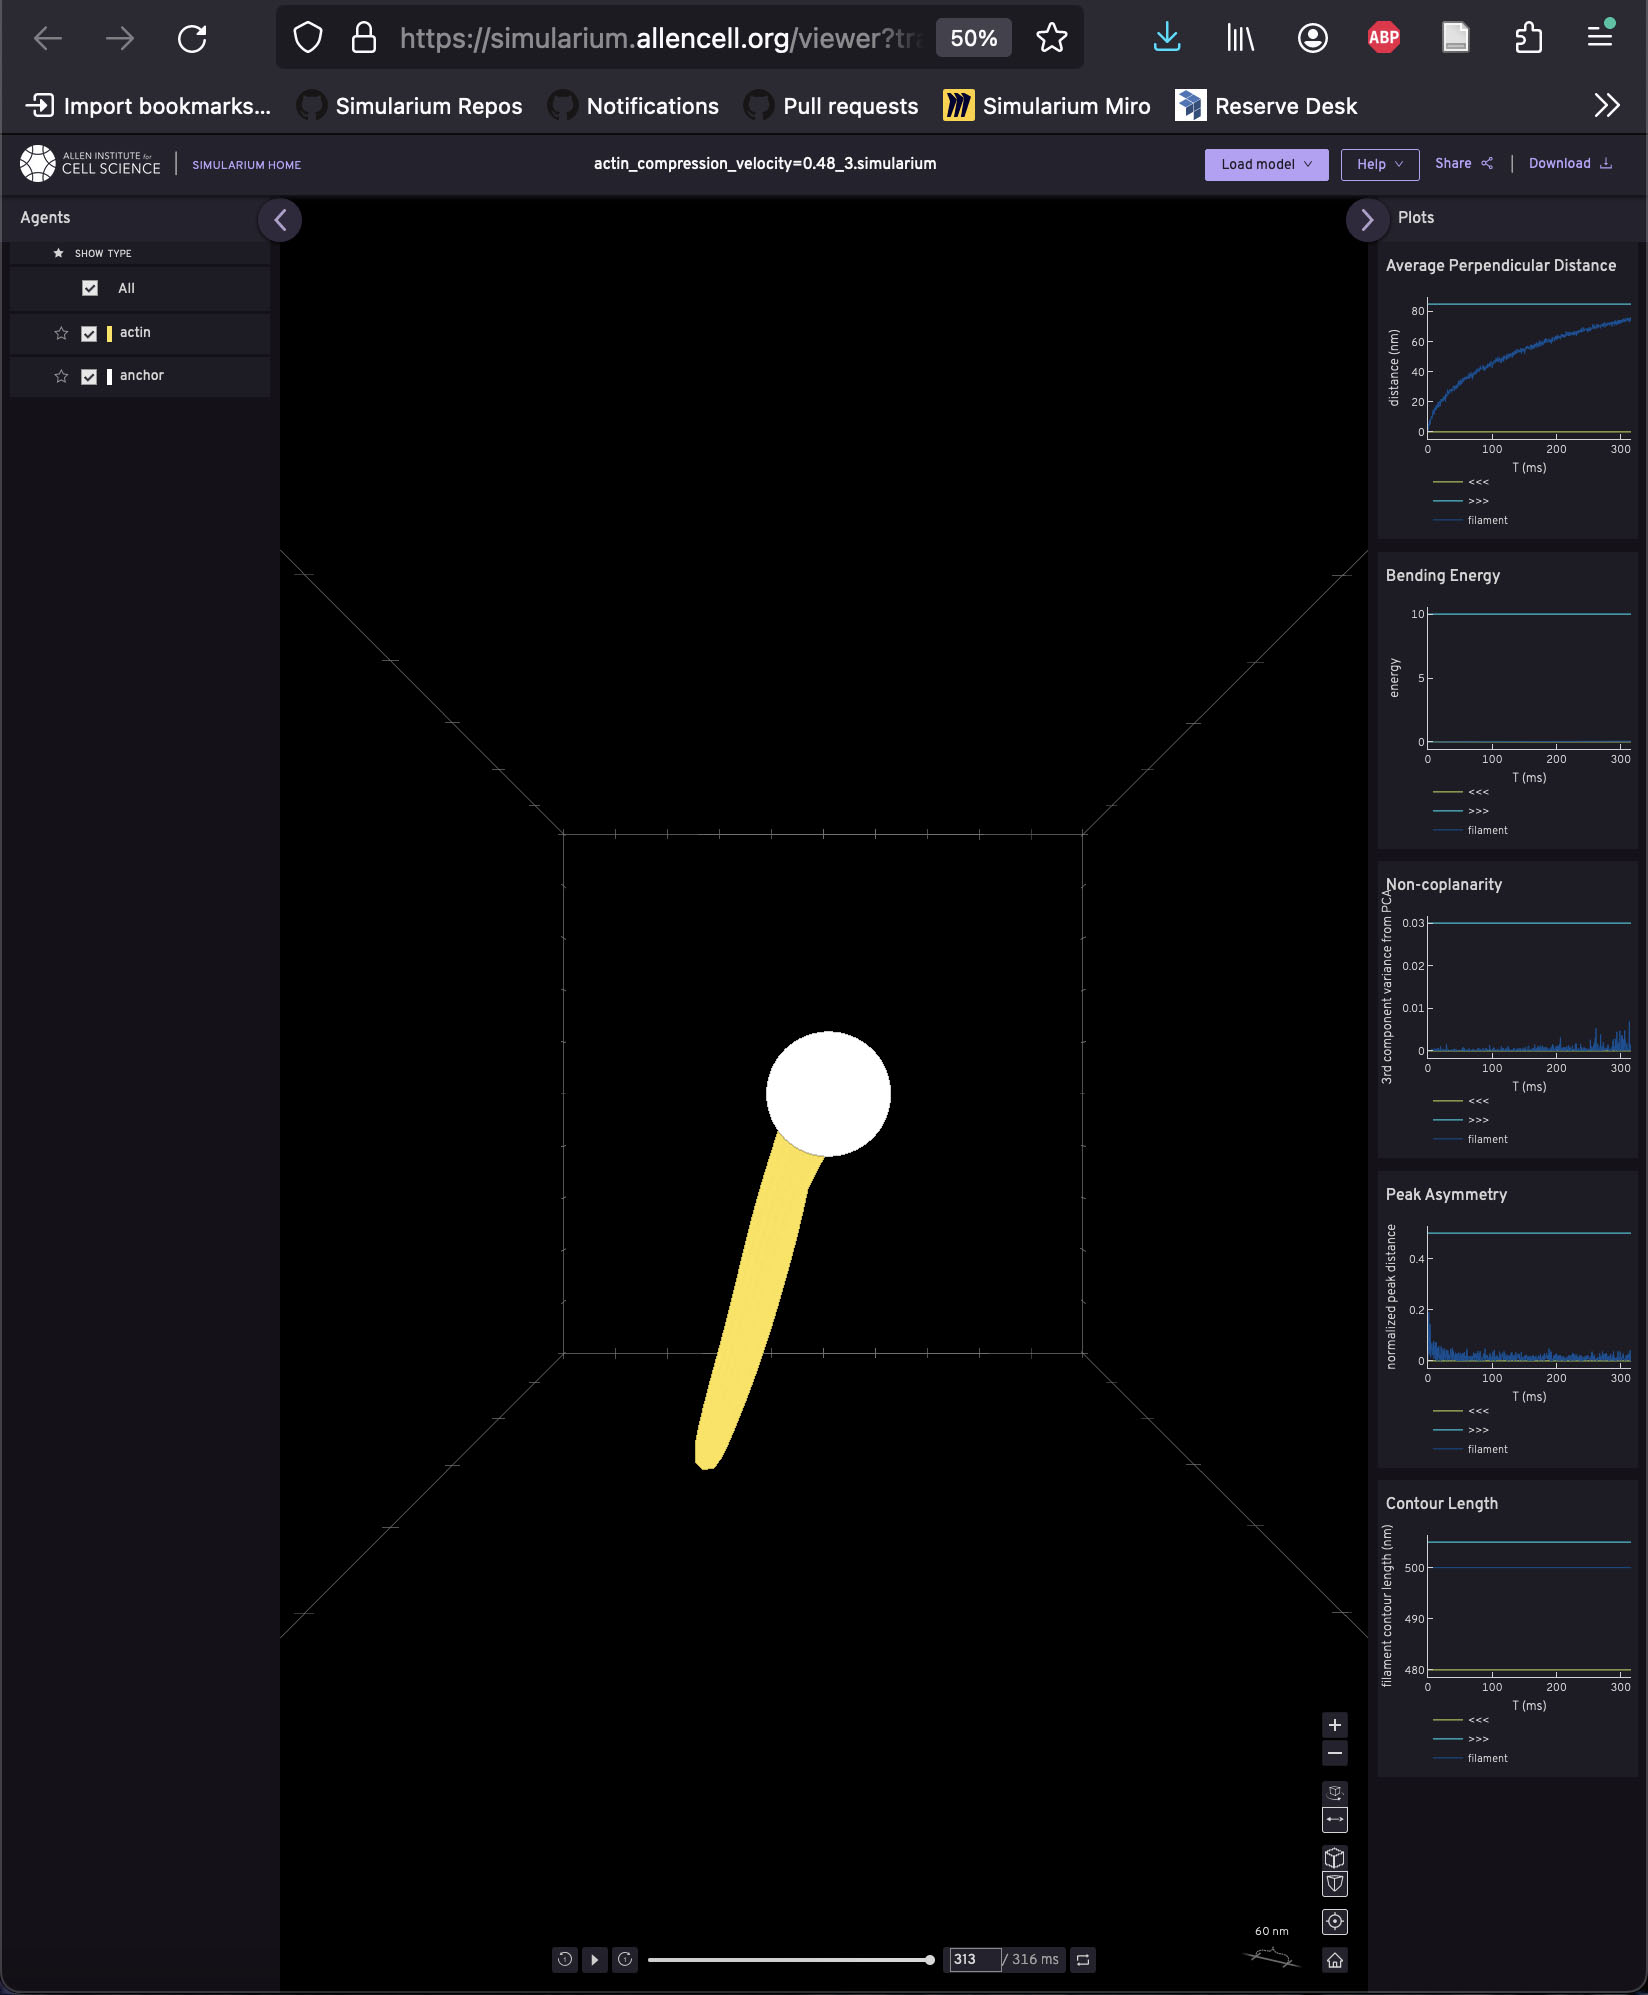 https://simularium.allencell.org/viewer?tra
50%
ABP
Import bookmarks...
Simularium Repos
Notifications
Pull requests
Simularium Miro
Reserve Desk
ALLEN INSTITUTE for
CELL SCIENCE
SIMULARIUM HOME
actin_compression_velocity=0.48_3.simularium
Load model
Help
Share
Download
Agents
SHOW TYPE
All
actin
anchor
Plots
Average Perpendicular Distance
distance (nm)
80
60
40
20
0
0 100 200 300
T (ms)
<<<
>>>
filament
Bending Energy
energy
10
5
0
0 100 200 300
T (ms)
<<<
>>>
filament
Non-coplanarity
3rd component variance from PCA
0.03
0.02
0.01
0
0 100 200 300
T (ms)
<<<
>>>
filament
Peak Asymmetry
normalized peak distance
0.4
0.2
0
0 100 200 300
T (ms)
<<<
>>>
filament
Contour Length
filament contour length (nm)
500
490
480
0 100 200 300
T (ms)
<<<
>>>
filament
60 nm
313 / 316 ms